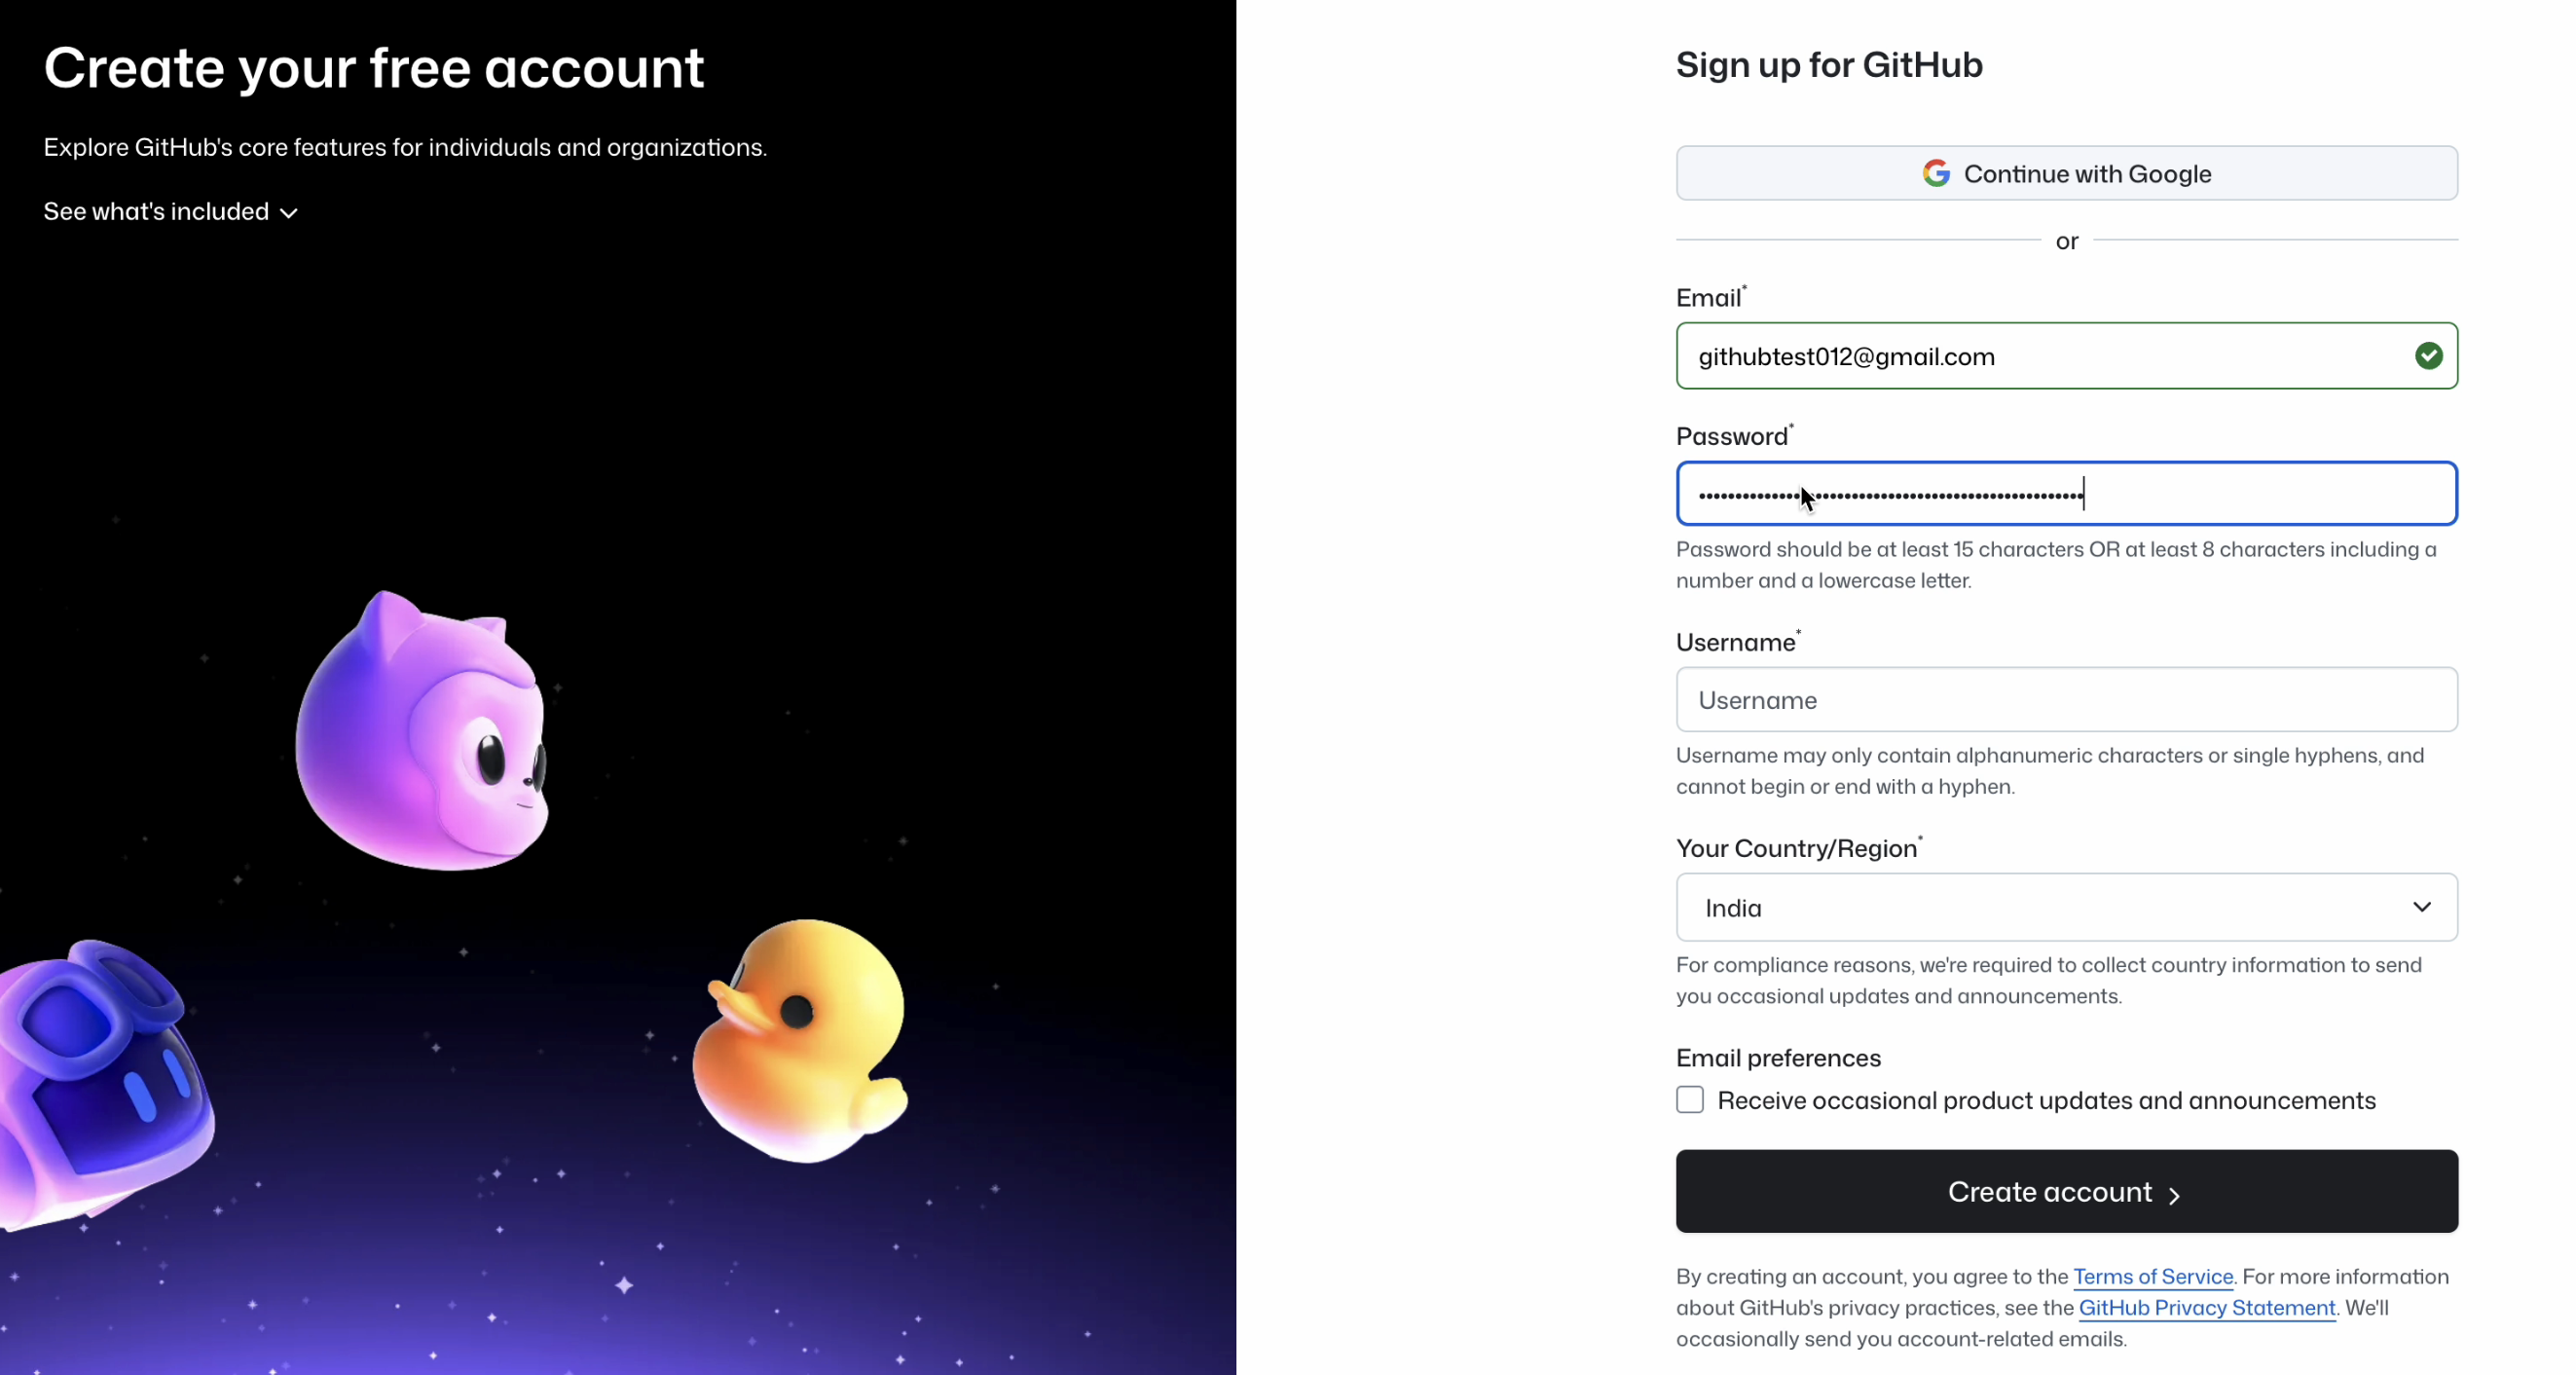 Create your free account
Explore GitHub's core features for individuals and organizations.
See what's included
Sign up for GitHub
Continue with Google
or
Email*
githubtest012@gmail.com
Password*
Password should be at least 15 characters OR at least 8 characters including a
number and a lowercase letter.
Username*
Username
Username may only contain alphanumeric characters or single hyphens, and
cannot begin or end with a hyphen.
Your Country/Region*
India
For compliance reasons, we're required to collect country information to send
you occasional updates and announcements.
Email preferences
Receive occasional product updates and announcements
Create account
By creating an account, you agree to the Terms of Service. For more information
about GitHub's privacy practices, see the GitHub Privacy Statement. We'll
occasionally send you account-related emails.